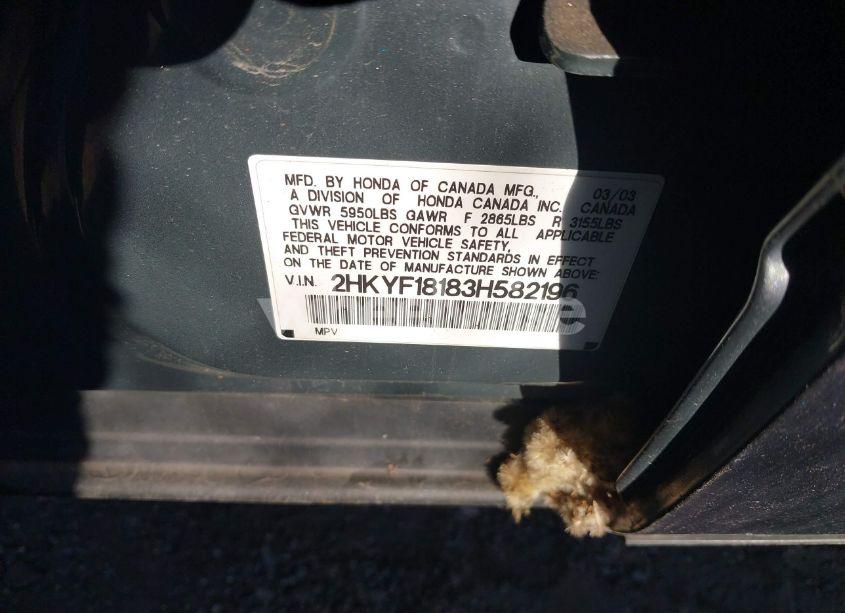 MFD. BY HONDA OF CANADA MFG., 03/03
A DIVISION OF HONDA CANADA INC. CANADA
GVWR 5950LBS GAWR F 2865LBS R 3155LBS
THIS VEHICLE CONFORMS TO ALL APPLICABLE
FEDERAL MOTOR VEHICLE SAFETY,
AND THEFT PREVENTION STANDARDS IN EFFECT
ON THE DATE OF MANUFACTURE SHOWN ABOVE:
V.I.N. 2HKYF18183H582196
MPV